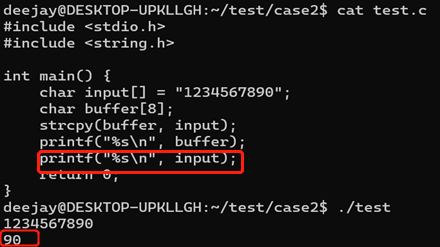 deejay@DESKTOP-UPKLLGH:~/test/case2$ cat test.c
#include <stdio.h>
#include <string.h>
int main() {
char input[] = "1234567890";
char buffer[8];
strcpy(buffer, input);
printf("%s\n", buffer);
printf("%s\n", input);
return 0;
}
deejay@DESKTOP-UPKLLGH:~/test/case2$ ./test
1234567890
90